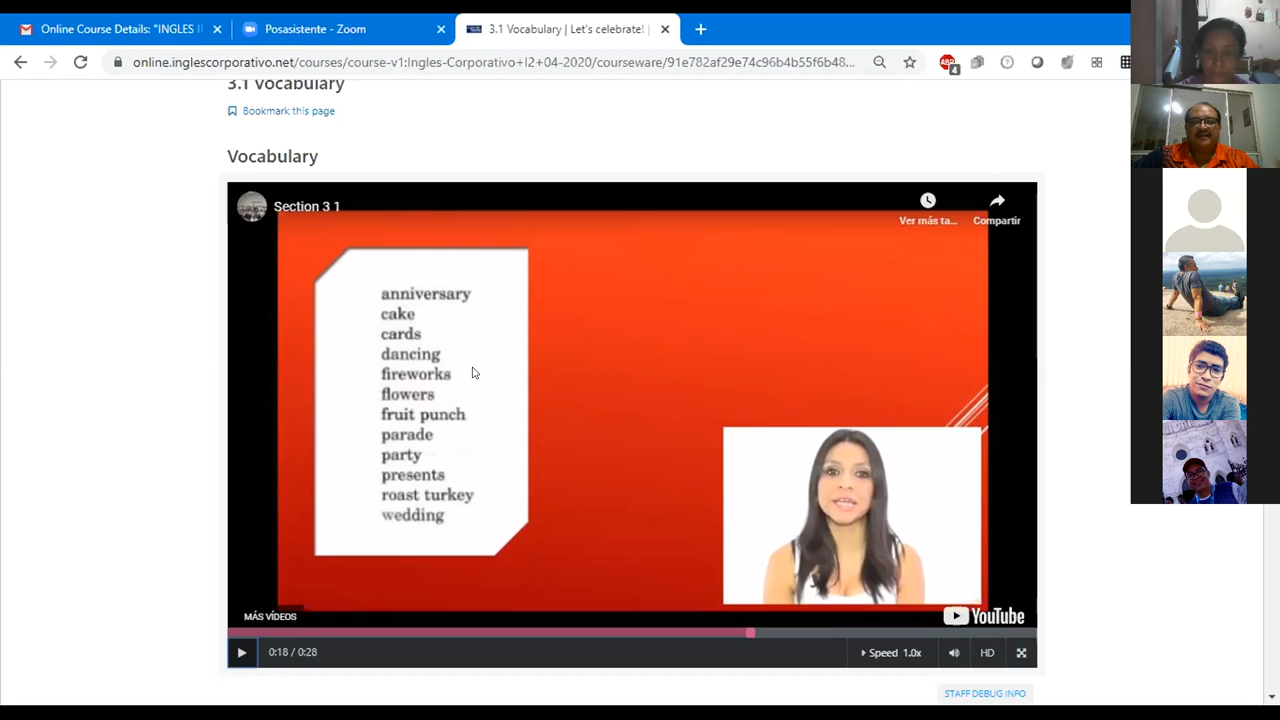 Online Course Details: "INGLES II
Posasistente - Zoom
3.1 Vocabulary | Let's celebrate! |
online.inglescorporativo.net/courses/course-v1:Ingles-Corporativo+I2+04-2020/courseware/91e782af29e74c96b4b55f6b48...
4
3.1 Vocabulary
Bookmark this page
Vocabulary
Section 3 1
Ver más ta...
Compartir
anniversary
cake
cards
dancing
fireworks
flowers
fruit punch
parade
party
presents
roast turkey
wedding
MÁS VÍDEOS
YouTube
0:18 / 0:28
Speed 1.0x
HD
STAFF DEBUG INFO